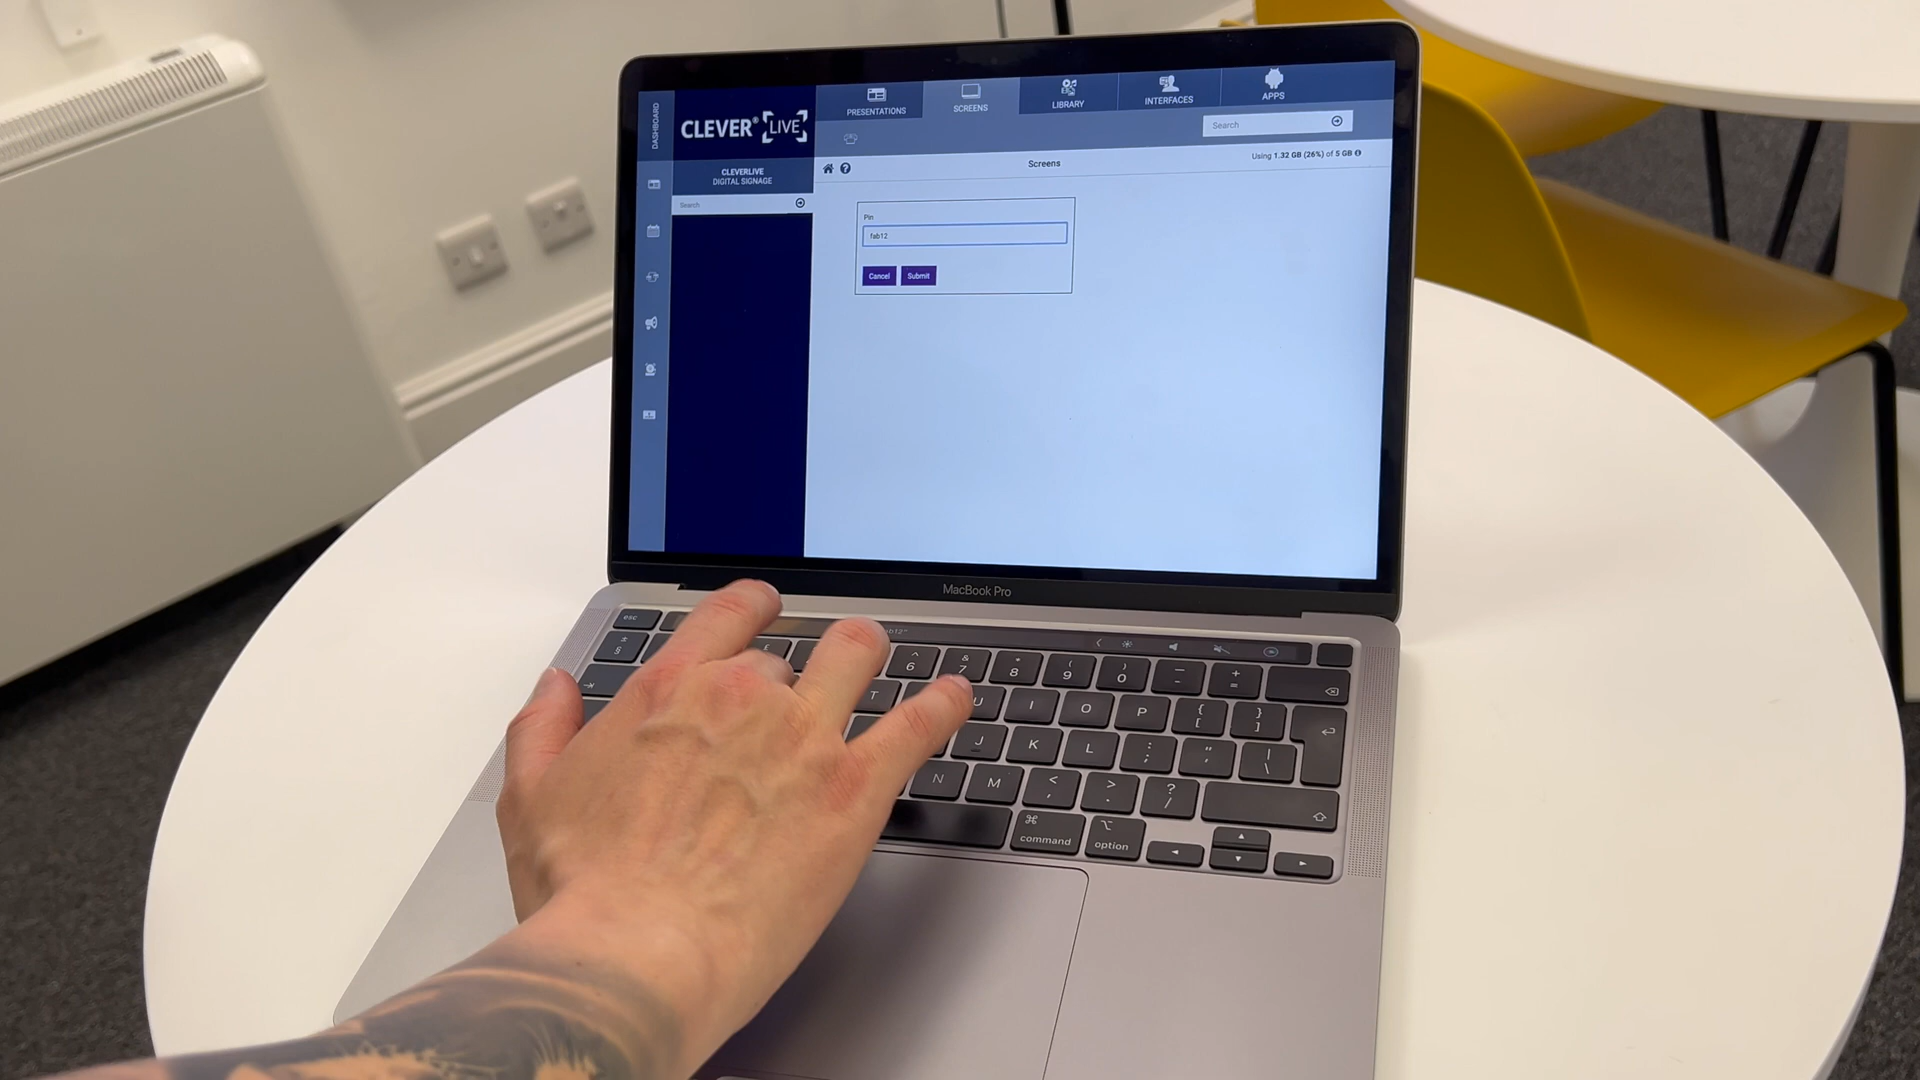 DASHBOARD
CLEVER® LIVE
PRESENTATIONS
SCREENS
LIBRARY
INTERFACES
APPS
Search
CLEVERLIVE
DIGITAL SIGNAGE
Search
Screens
Using 1.32 GB (26%) of 5 GB
Pin
fab12
Cancel
Submit
MacBook Pro
esc
± §
£
^ 6
& 7
* 8
( 9
) 0
_ -
+ =
T
U
I
O
P
{ [
} ]
J
K
L
: ;
" '
| \
N
M
< ,
> .
? /
⌘ command
⌥ option